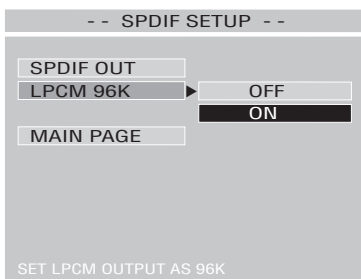 - - SPDIF SETUP - -
SPDIF OUT
LPCM 96K OFF
ON
MAIN PAGE
SET LPCM OUTPUT AS 96K